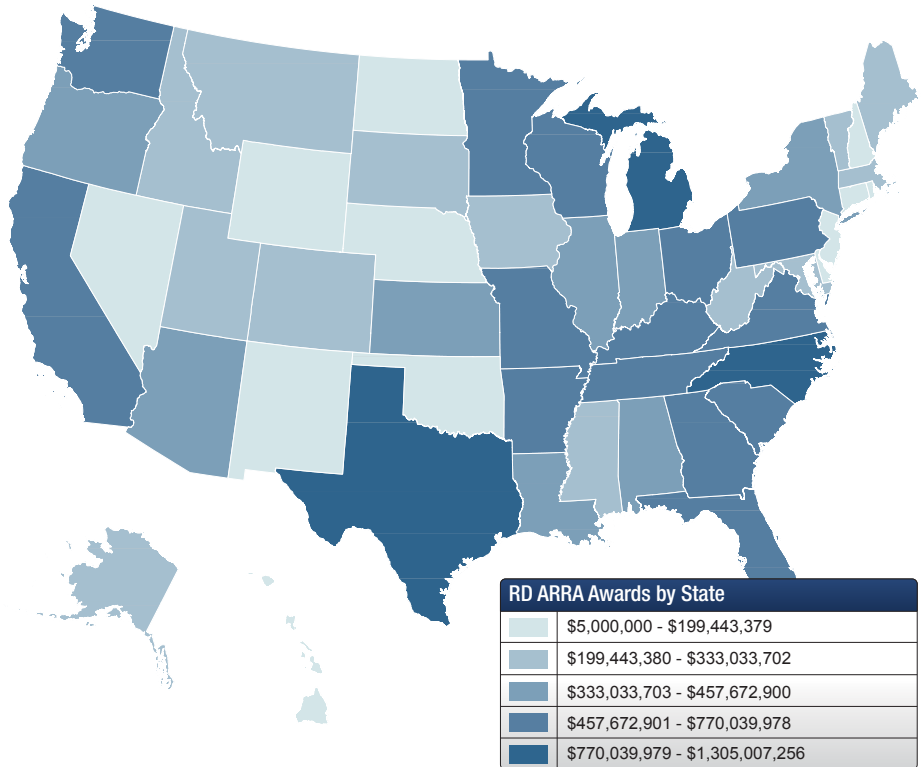 RD ARRA Awards by State
$5,000,000 - $199,443,379
$199,443,380 - $333,033,702
$333,033,703 - $457,672,900
$457,672,901 - $770,039,978
$770,039,979 - $1,305,007,256